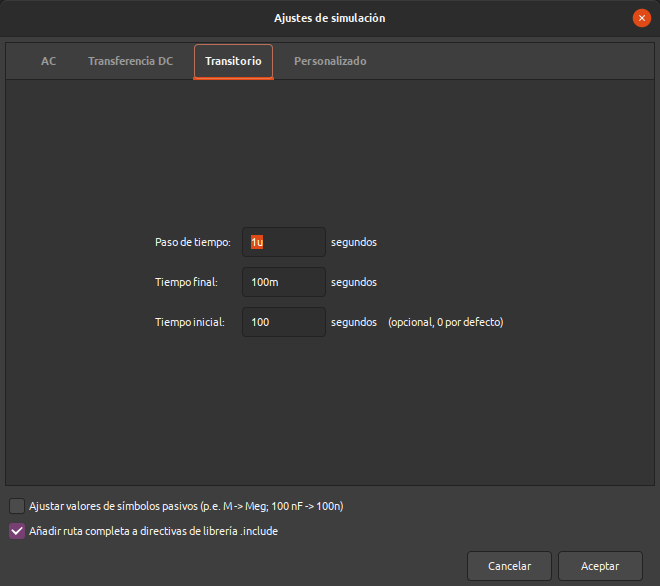 Ajustes de simulación
AC Transferencia DC Transitorio Personalizado
Paso de tiempo: 1u segundos
Tiempo final: 100m segundos
Tiempo inicial: 100 segundos (opcional, 0 por defecto)
Ajustar valores de símbolos pasivos (p.e. M -> Meg; 100 nF -> 100n)
Añadir ruta completa a directivas de librería .include
Cancelar Aceptar